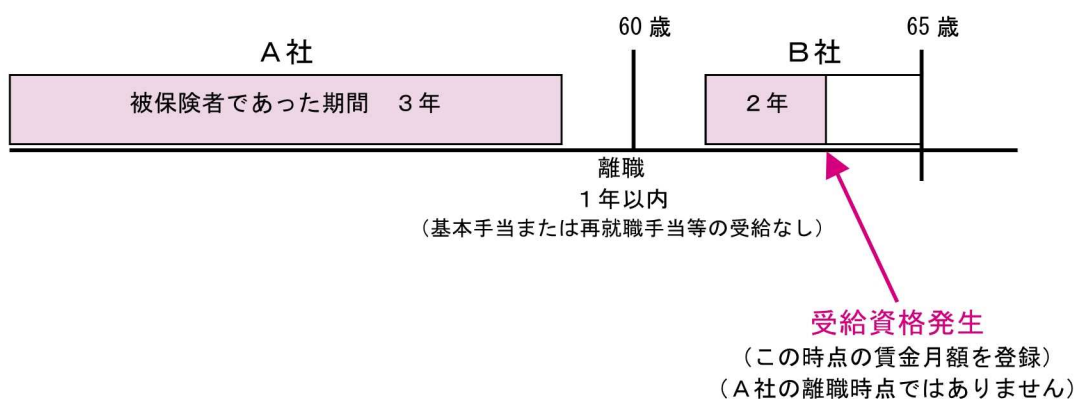 60歳
65歳
A社
B社
被保険者であった期間　3年
2年
離職
1年以内
（基本手当または再就職手当等の受給なし）
受給資格発生
（この時点の賃金月額を登録）
（A社の離職時点ではありません）